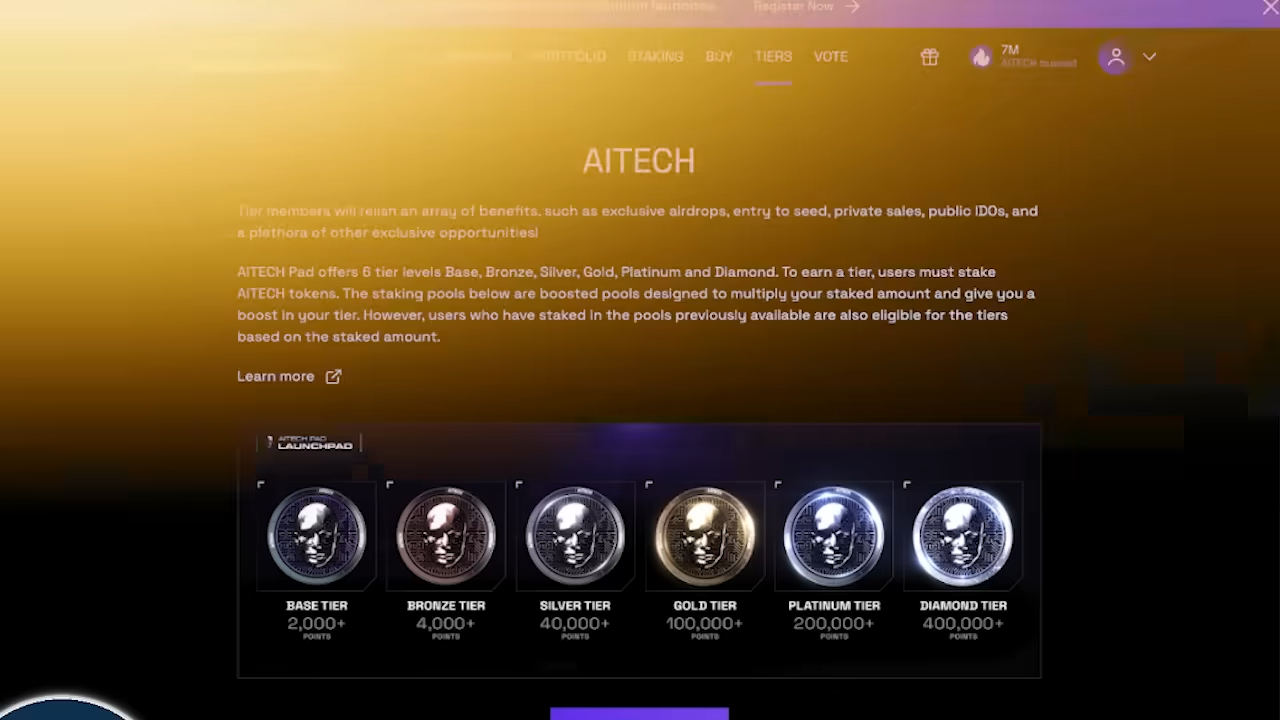 Register Now
PORTFOLIO STAKING BUY TIERS VOTE
7M
AITECH
AITECH
Tier members will relish an array of benefits, such as exclusive airdrops, entry to seed, private sales, public IDOs, and
a plethora of other exclusive opportunities!
AITECH Pad offers 6 tier levels Base, Bronze, Silver, Gold, Platinum and Diamond. To earn a tier, users must stake
AITECH tokens. The staking pools below are boosted pools designed to multiply your staked amount and give you a
boost in your tier. However, users who have staked in the pools previously available are also eligible for the tiers
based on the staked amount.
Learn more
AITECH PAD
LAUNCHPAD
BASE TIER BRONZE TIER SILVER TIER GOLD TIER PLATINUM TIER DIAMOND TIER
2,000+ 4,000+ 40,000+ 100,000+ 200,000+ 400,000+
POINTS POINTS POINTS POINTS POINTS POINTS